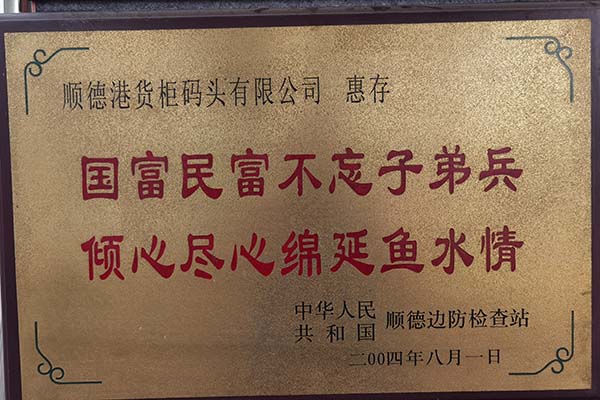 顺德港货柜码头有限公司 惠存
国富民富不忘子弟兵
倾心尽心绵延鱼水情
中华人民
共和国 顺德边防检查站
二00四年八月一日